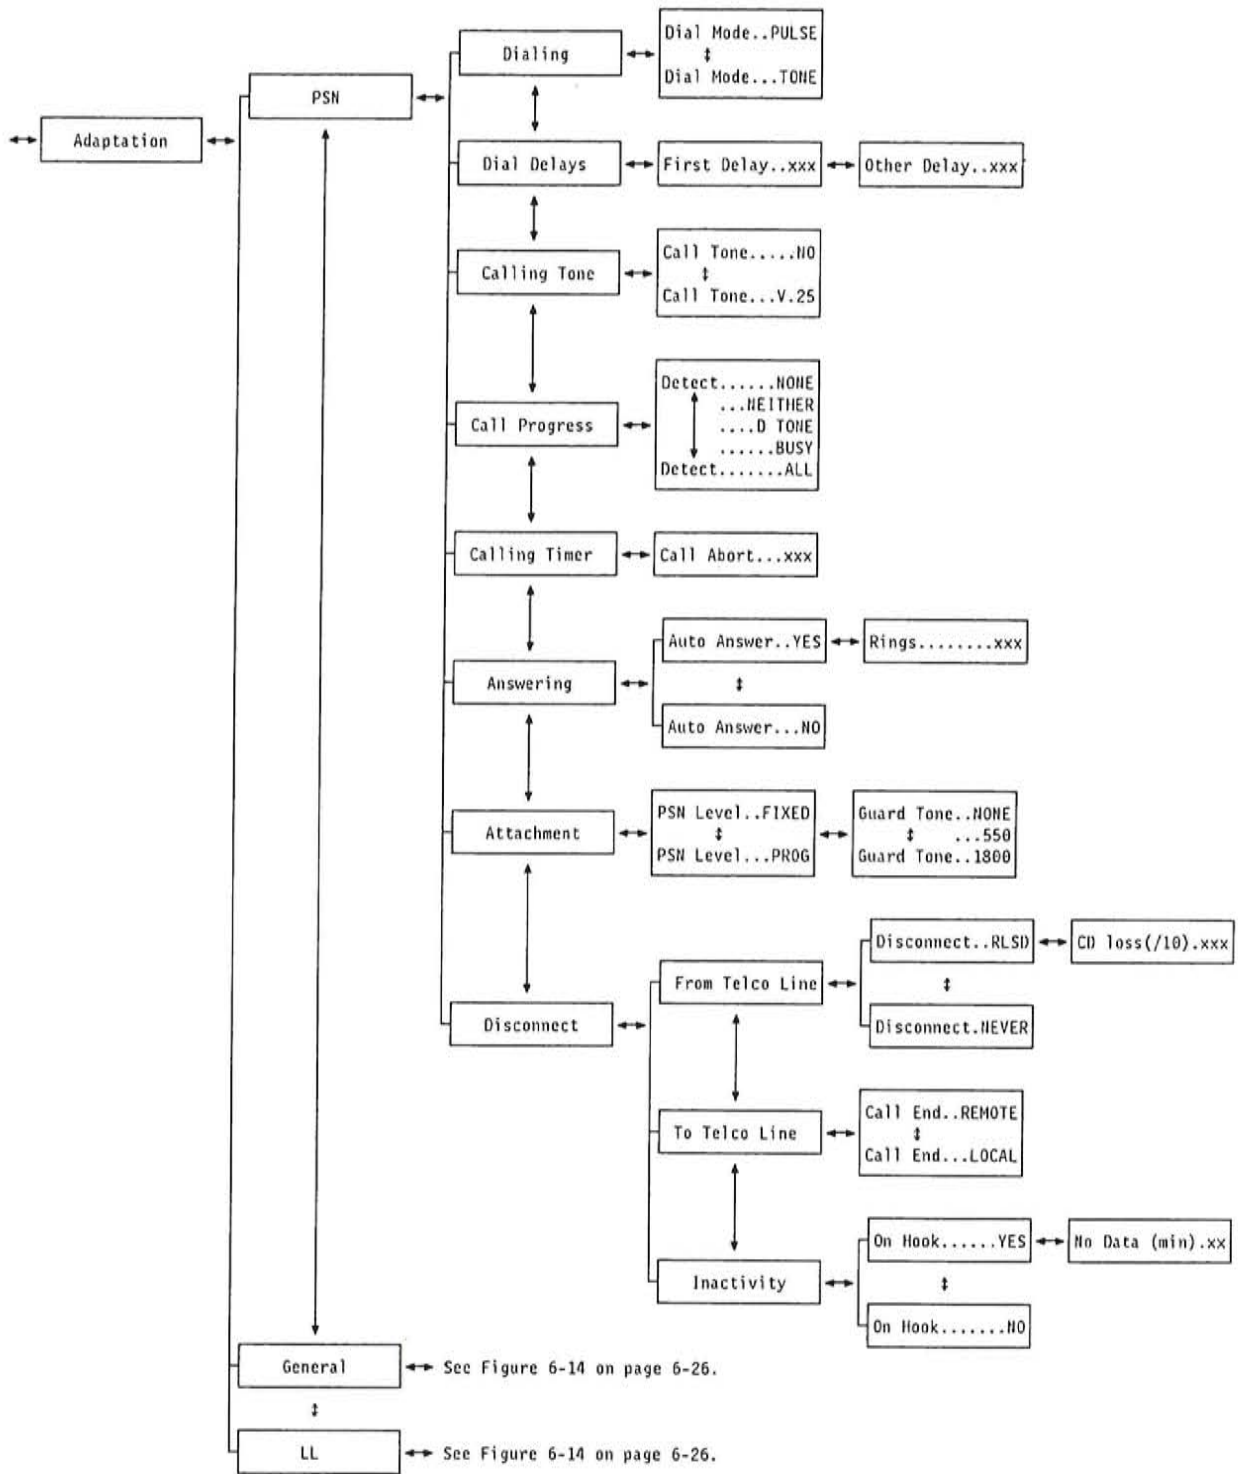 Adaptation
PSN
Dialing
Dial Mode..PULSE
Dial Mode...TONE
Dial Delays
First Delay..xxx
Other Delay..xxx
Calling Tone
Call Tone.....NO
Call Tone...V.25
Call Progress
Detect......NONE
...NEITHER
....D TONE
......BUSY
Detect.......ALL
Calling Timer
Call Abort...xxx
Answering
Auto Answer..YES
Rings........xxx
Auto Answer...NO
Attachment
PSN Level..FIXED
PSN Level...PROG
Guard Tone..NONE
...550
Guard Tone..1800
Disconnect
From Telco Line
Disconnect..RLSD
CD loss(/10).xxx
Disconnect.NEVER
To Telco Line
Call End..REMOTE
Call End...LOCAL
Inactivity
On Hook......YES
No Data (min).xx
On Hook.......NO
General
See Figure 6-14 on page 6-26.
LL
See Figure 6-14 on page 6-26.